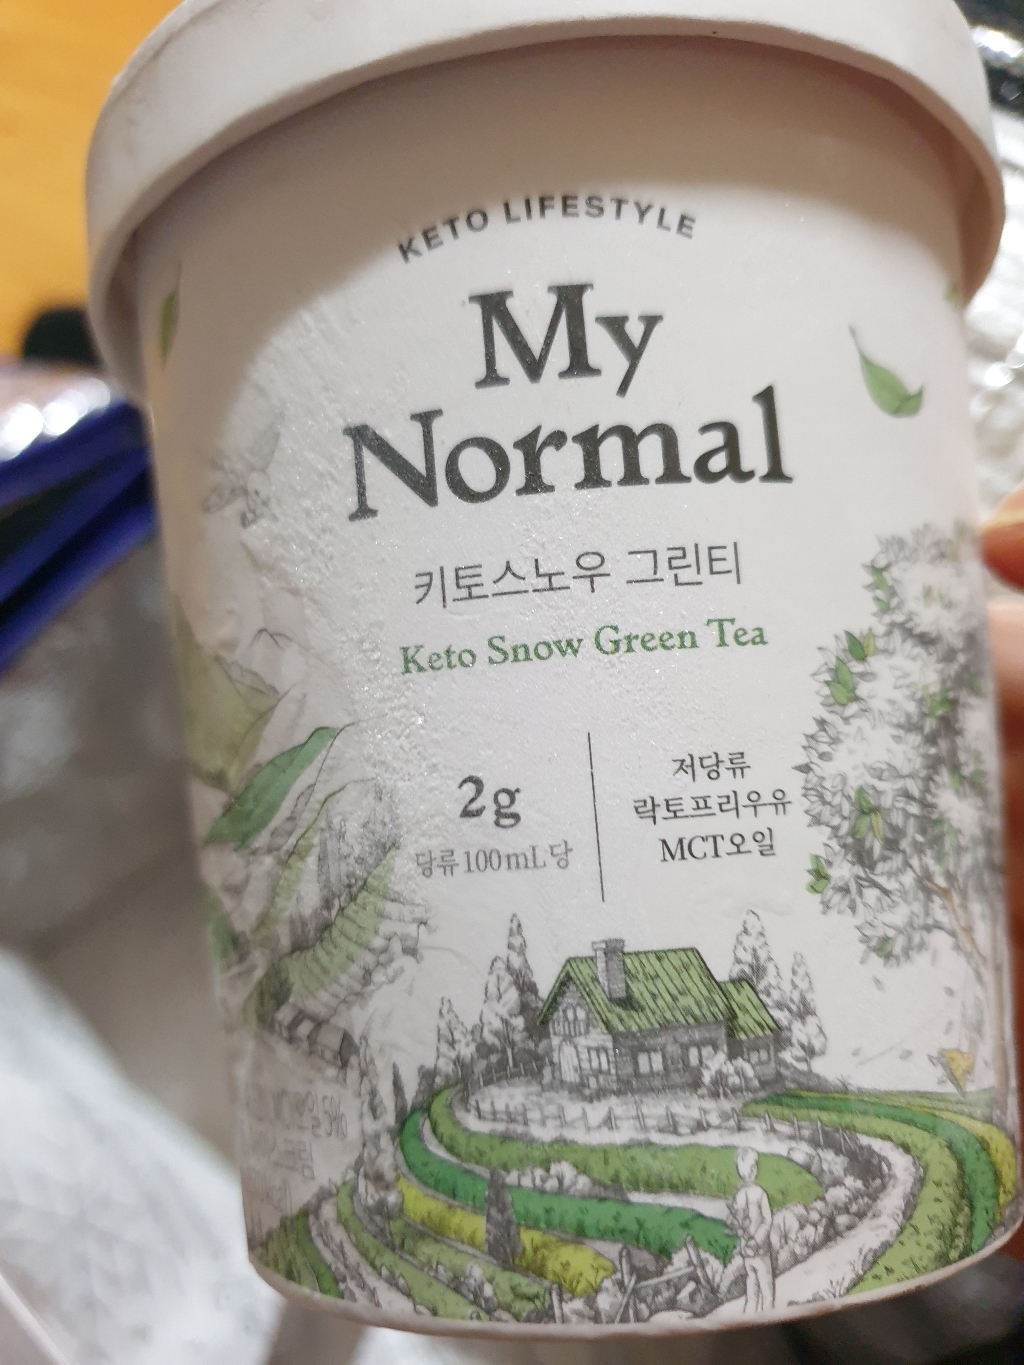 KETO LIFESTYLE
My
Normal
키토스노우 그린티
Keto Snow Green Tea
2g
당류 100mL당
저당류
락토프리우유
MCT오일
5%